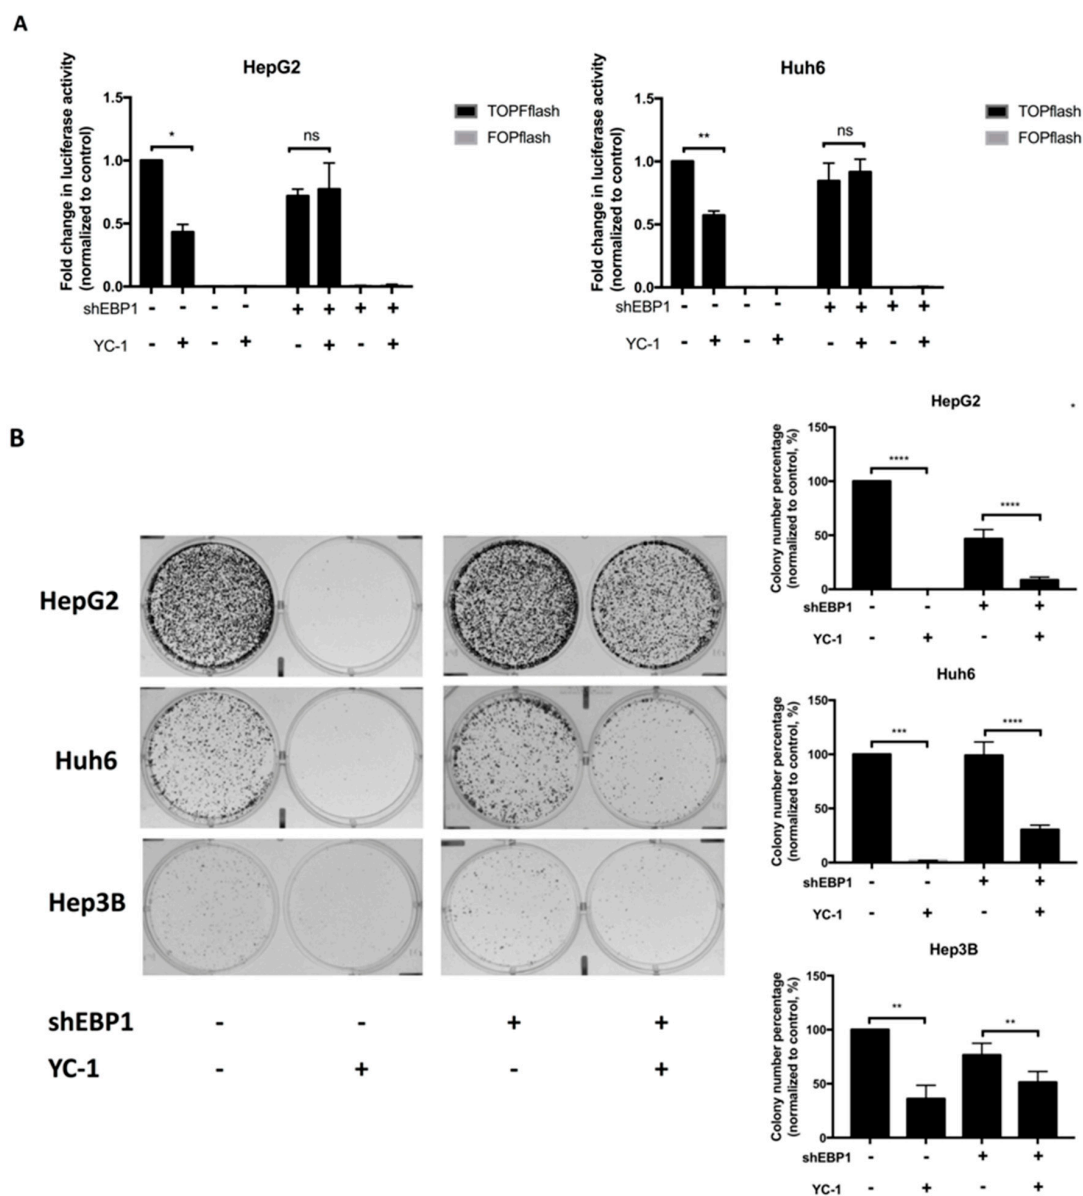 A
HepG2
Fold change in luciferase activity
(normalized to control)
1.5
1.0
0.5
0.0
*
ns
TOPFflash
FOPflash
shEBP1 - - - - + + + +
YC-1 - + - + - + - +
Huh6
Fold change in luciferase activity
(normalized to control)
1.5
1.0
0.5
0.0
**
ns
TOPflash
FOPflash
shEBP1 - - - - + + + +
YC-1 - + - + - + - +
B
HepG2
Huh6
Hep3B
shEBP1 - - + +
YC-1 - + - +
HepG2
Colony number percentage
(normalized to control, %)
150
100
50
0
****
****
shEBP1 - - + +
YC-1 - + - +
Huh6
Colony number percentage
(normalized to control, %)
150
100
50
0
***
****
shEBP1 - - + +
YC-1 - + - +
Hep3B
Colony number percentage
(normalized to control, %)
150
100
50
0
**
**
shEBP1 - - + +
YC-1 - + - +